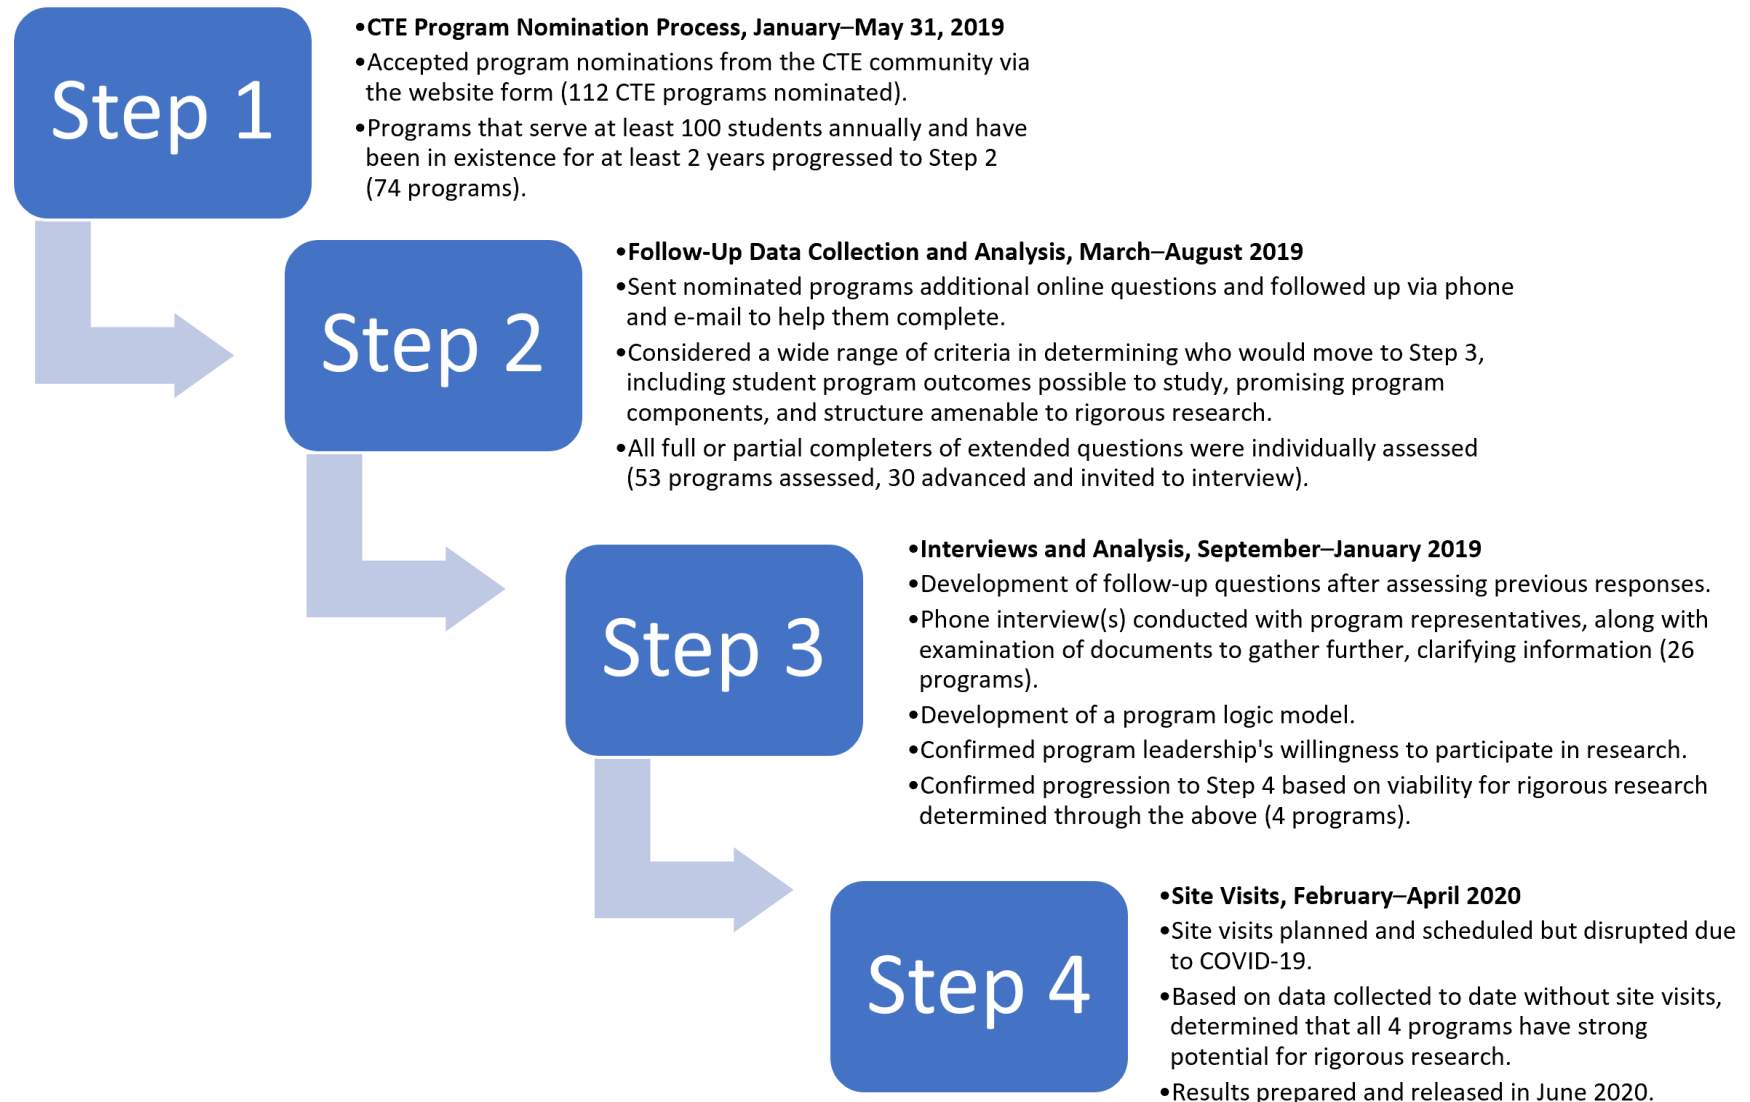 Step 1
•CTE Program Nomination Process, January–May 31, 2019
•Accepted program nominations from the CTE community via
the website form (112 CTE programs nominated).
•Programs that serve at least 100 students annually and have
been in existence for at least 2 years progressed to Step 2
(74 programs).
Step 2
•Follow-Up Data Collection and Analysis, March–August 2019
•Sent nominated programs additional online questions and followed up via phone
and e-mail to help them complete.
•Considered a wide range of criteria in determining who would move to Step 3,
including student program outcomes possible to study, promising program
components, and structure amenable to rigorous research.
•All full or partial completers of extended questions were individually assessed
(53 programs assessed, 30 advanced and invited to interview).
Step 3
•Interviews and Analysis, September–January 2019
•Development of follow-up questions after assessing previous responses.
•Phone interview(s) conducted with program representatives, along with
examination of documents to gather further, clarifying information (26
programs).
•Development of a program logic model.
•Confirmed program leadership's willingness to participate in research.
•Confirmed progression to Step 4 based on viability for rigorous research
determined through the above (4 programs).
Step 4
•Site Visits, February–April 2020
•Site visits planned and scheduled but disrupted due
to COVID-19.
•Based on data collected to date without site visits,
determined that all 4 programs have strong
potential for rigorous research.
•Results prepared and released in June 2020.